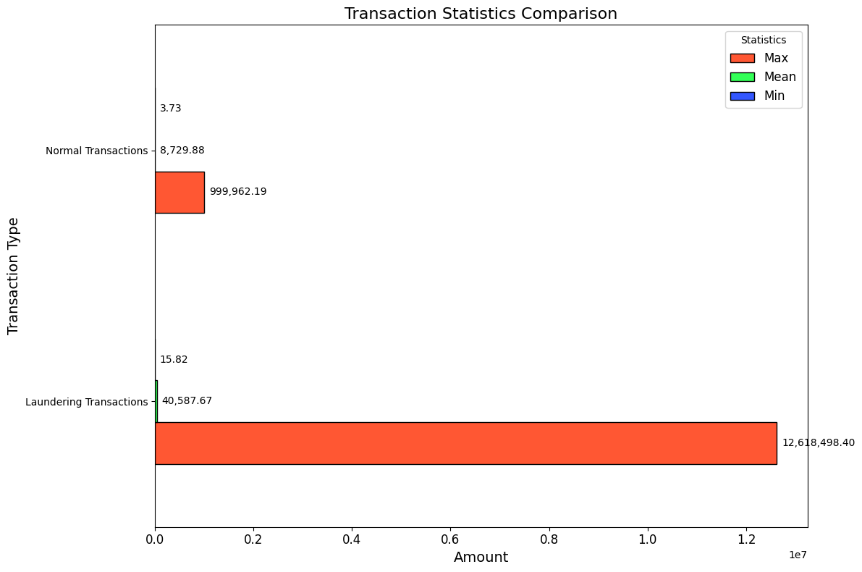 Transaction Statistics Comparison
Statistics
Max
Mean
Min
Transaction Type
Normal Transactions
3.73
8,729.88
999,962.19
Laundering Transactions
15.82
40,587.67
12,618,498.40
0.0 0.2 0.4 0.6 0.8 1.0 1.2
1e7
Amount